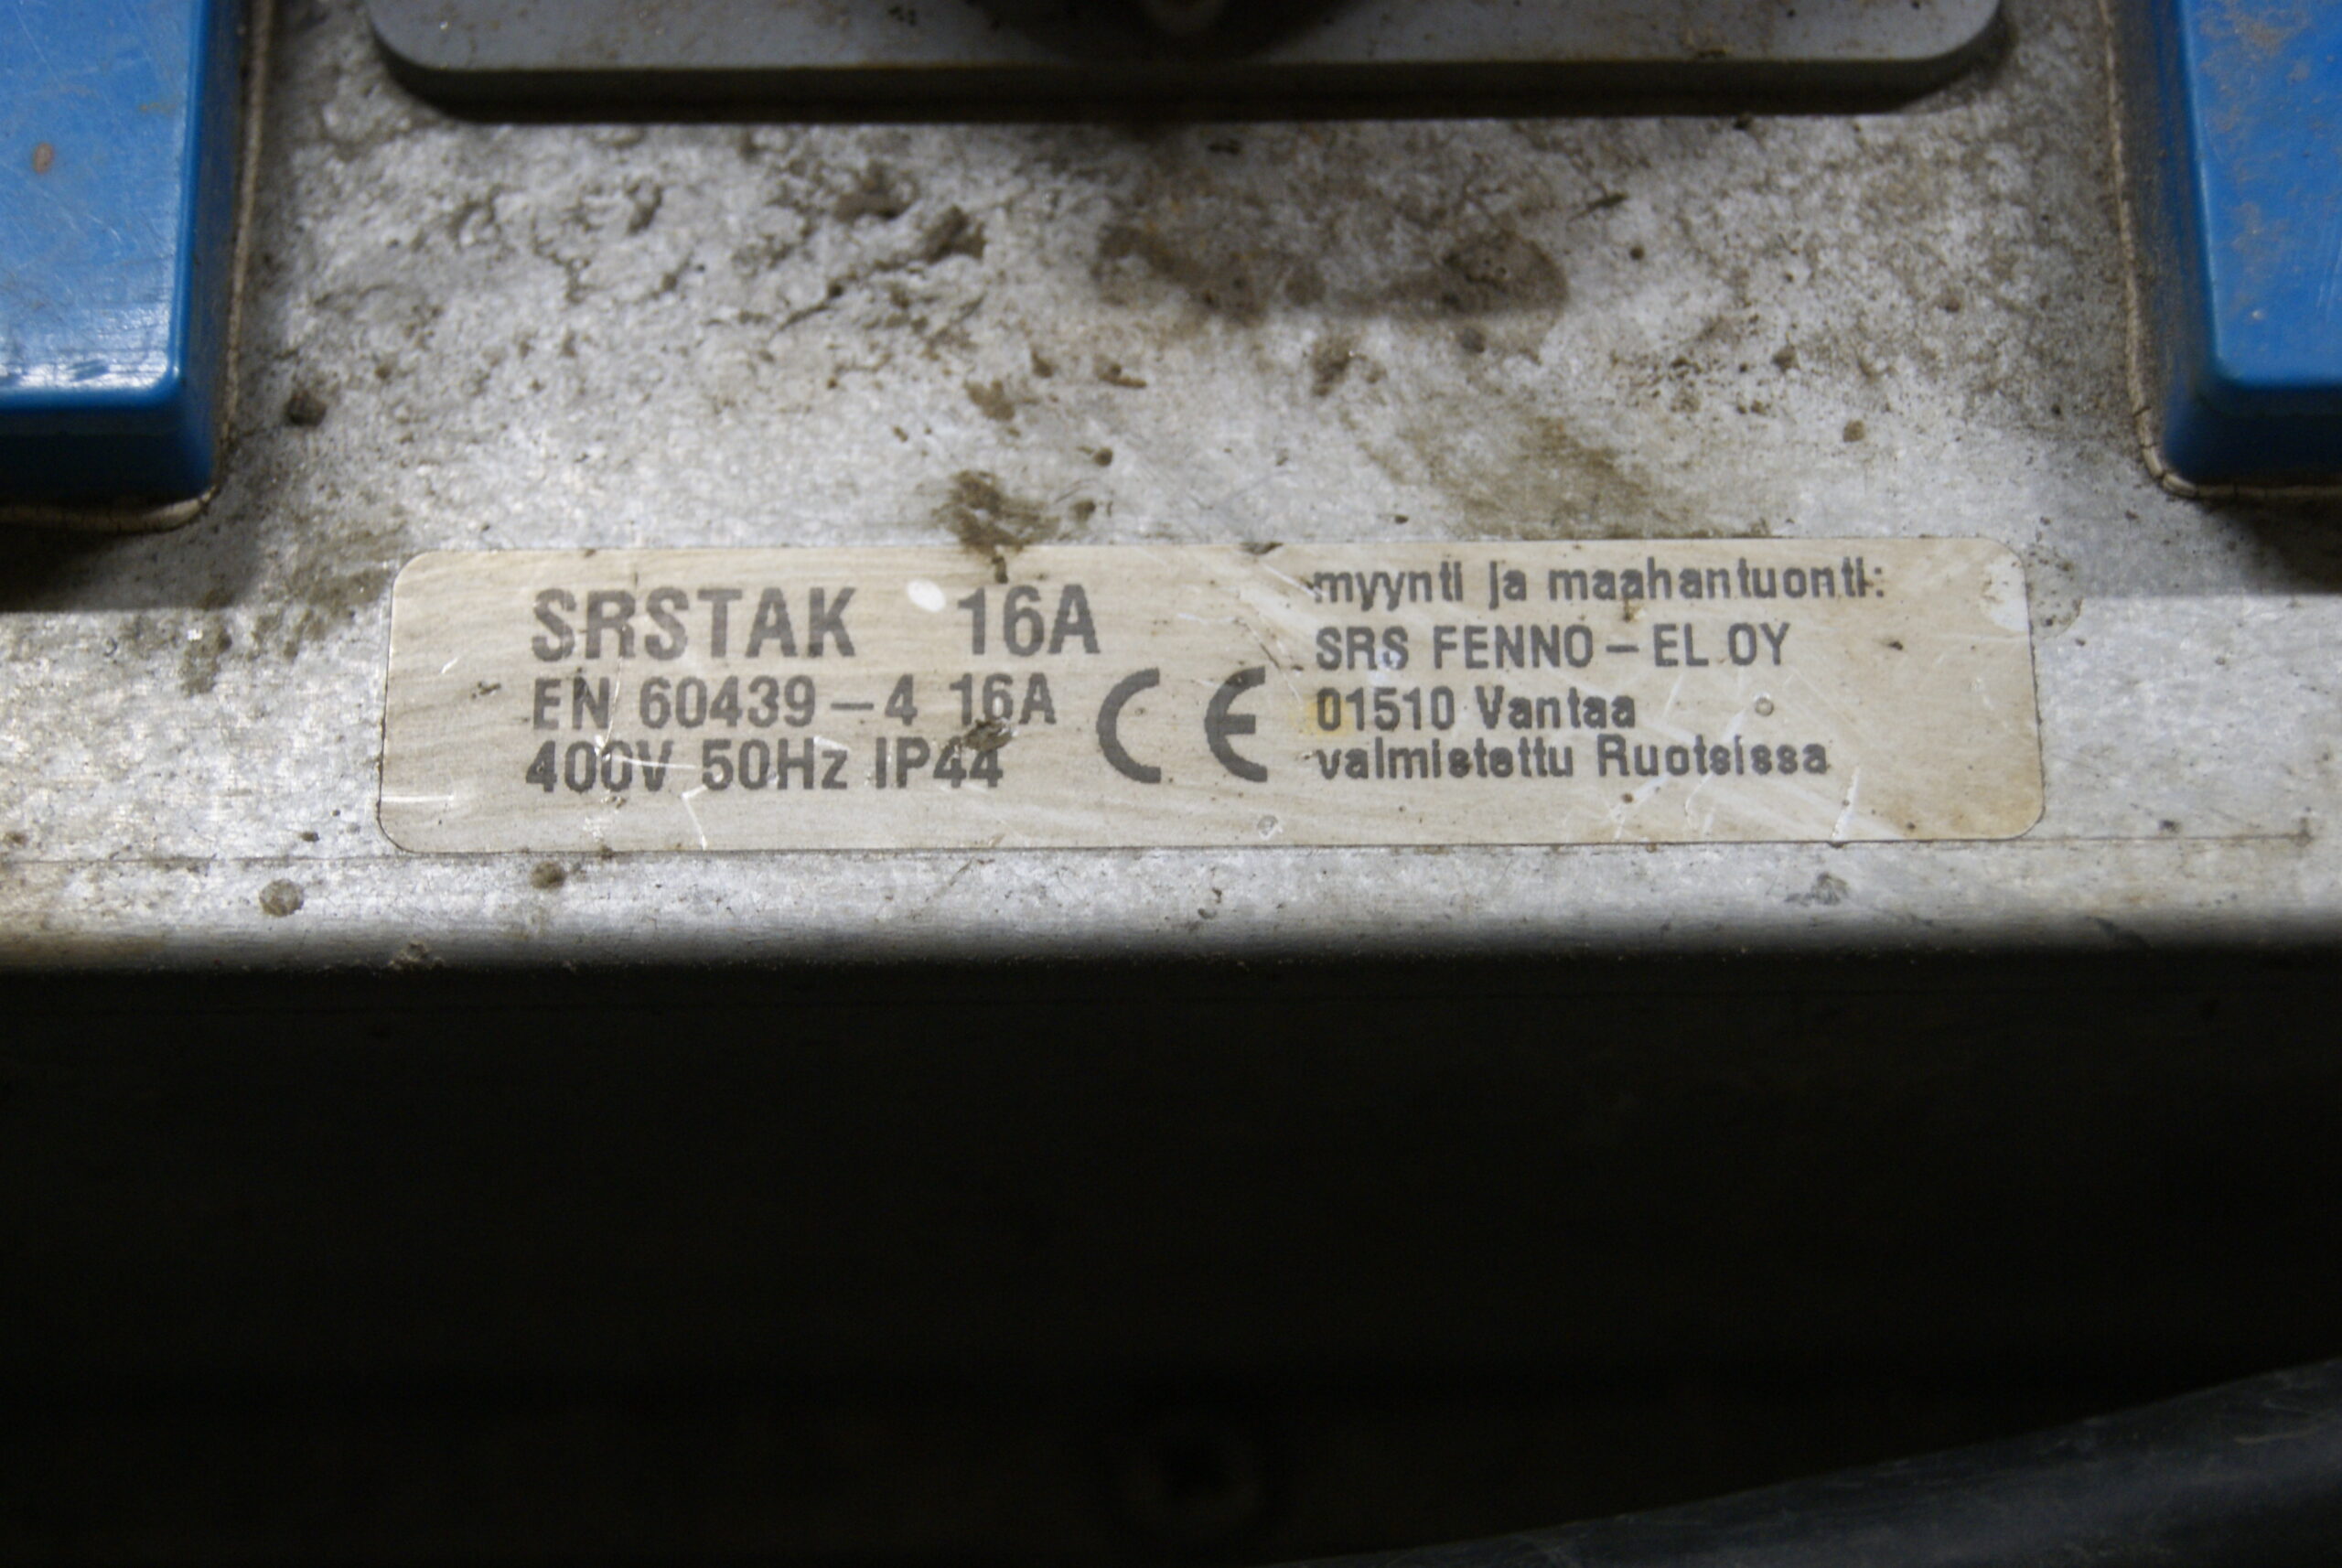 SRSTAK 16A
EN 60439-4 16A
400V 50Hz IP44
CE
myynti ja maahantuonti:
SRS FENNO-EL OY
01510 Vantaa
valmistettu Ruotsissa